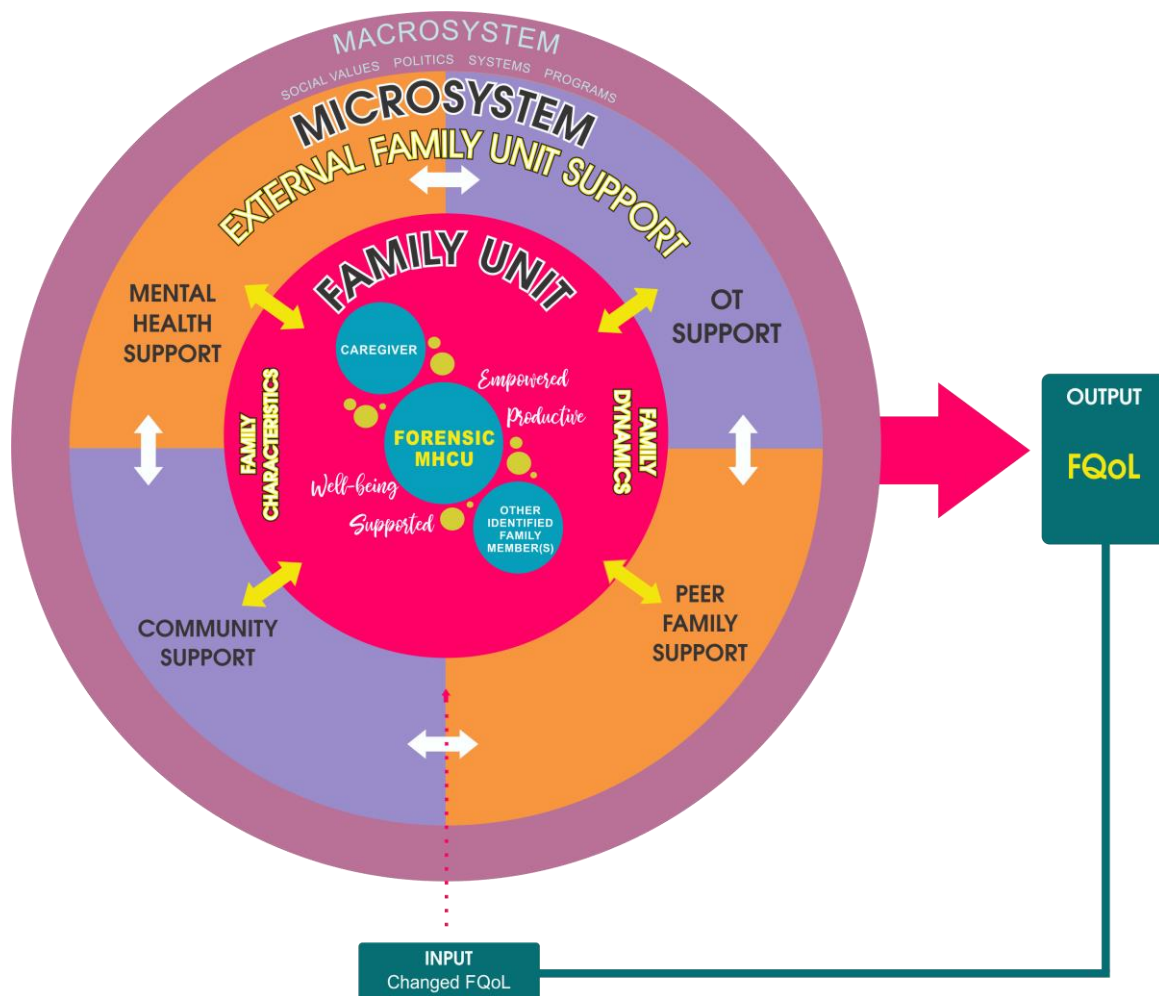 MACROSYSTEM
SOCIAL VALUES POLITICS SYSTEMS PROGRAMS
MICROSYSTEM
EXTERNAL FAMILY UNIT SUPPORT
FAMILY UNIT
MENTAL
HEALTH
SUPPORT
OT
SUPPORT
CAREGIVER
Empowered
Productive
FORENSIC
MHCU
FAMILY
CHARACTERISTICS
FAMILY
DYNAMICS
Well-being
Supported
OTHER
IDENTIFIED
FAMILY
MEMBER(S)
COMMUNITY
SUPPORT
PEER
FAMILY
SUPPORT
OUTPUT
FQoL
INPUT
Changed FQoL